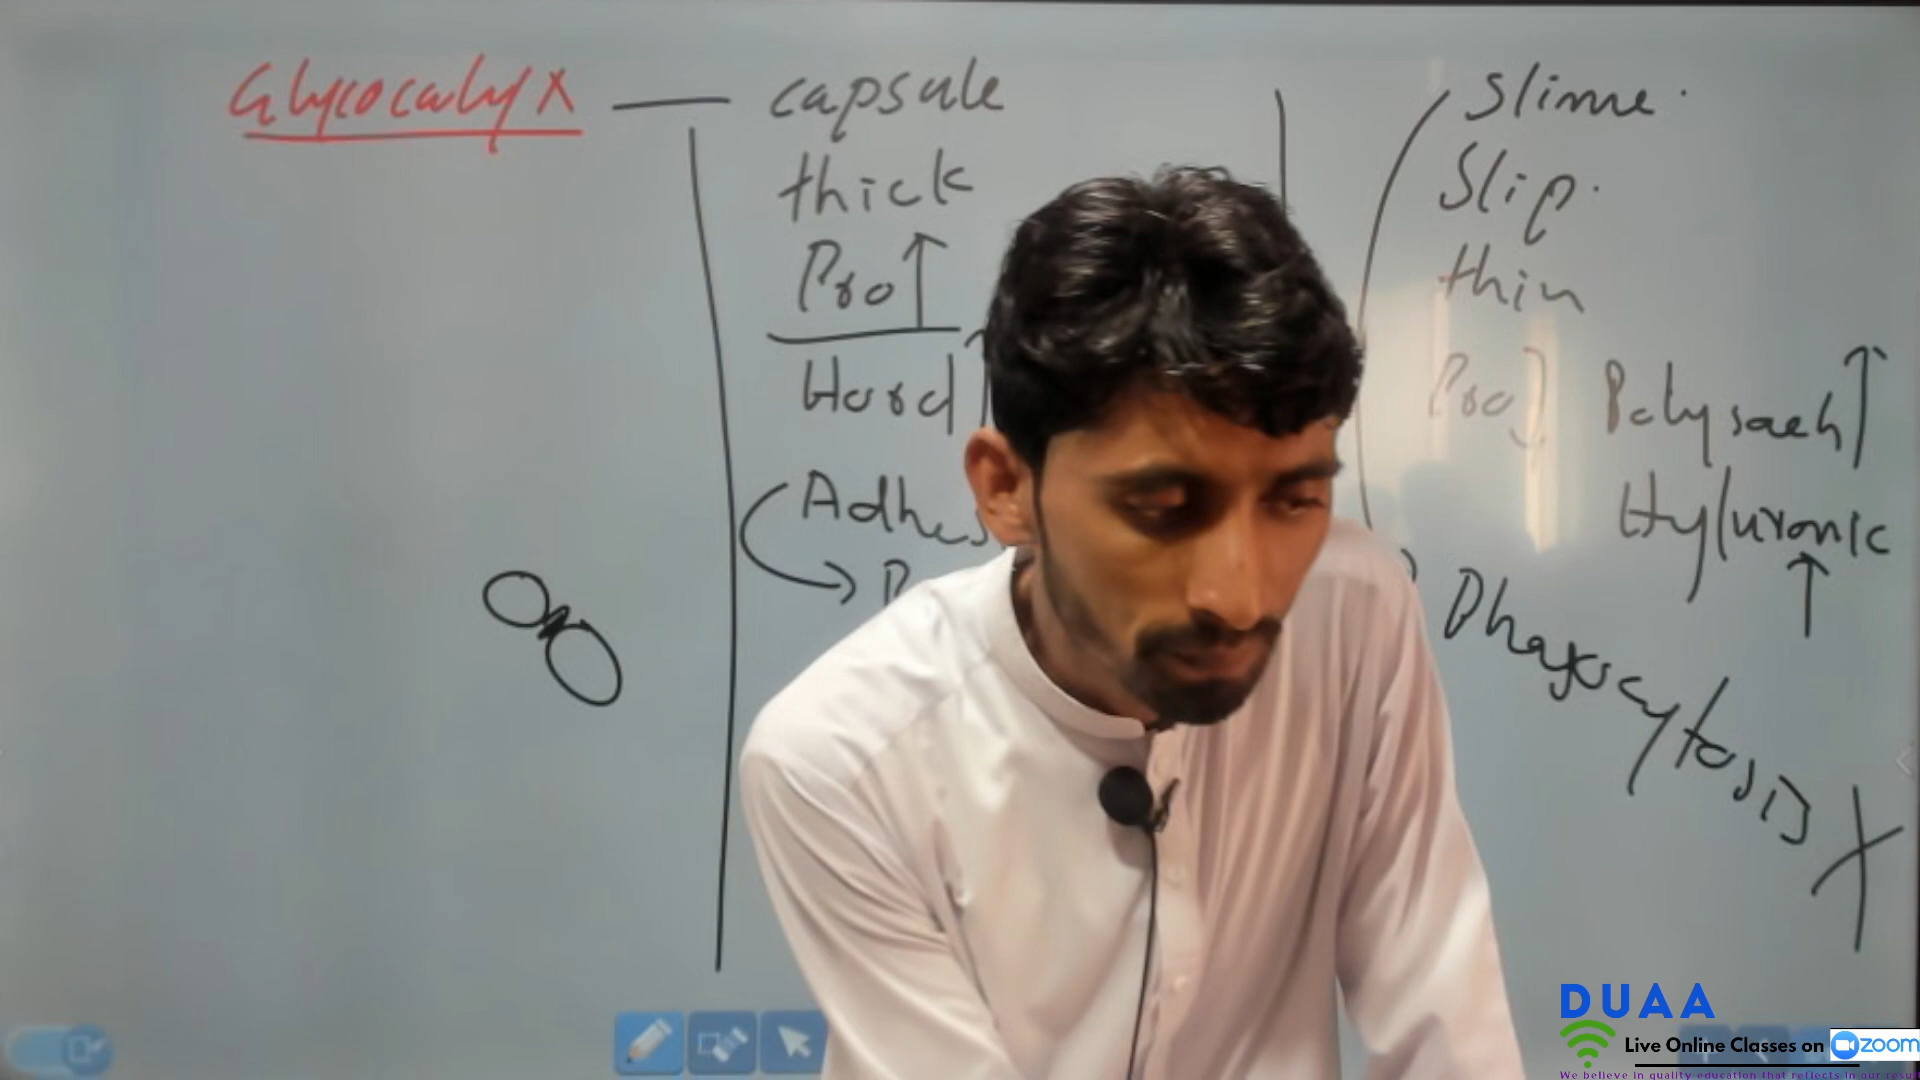 Glycocalyx — capsule
thick
Pro ↑
Hard ↑
Adhes
Slime.
Slip.
thin
Pro
Polysach ↑
Hyluronic
↑
Phagocytosis X
DUAA
Live Online Classes on zoom
We believe in quality education that reflects in our resul